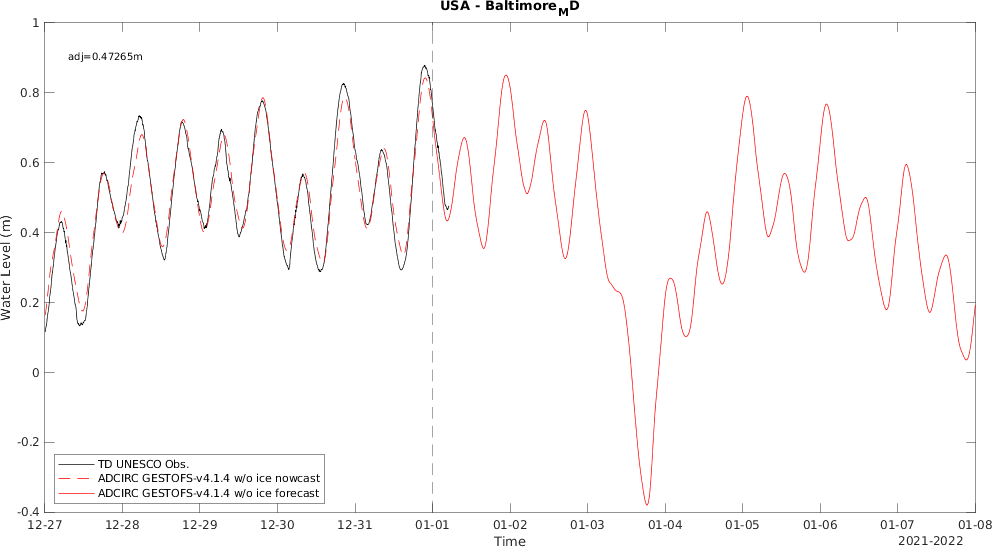 USA - Baltimore_MD
adj=0.47265m
Water Level (m)
1
0.8
0.6
0.4
0.2
0
-0.2
-0.4
TD UNESCO Obs.
ADCIRC GESTOFS-v4.1.4 w/o ice nowcast
ADCIRC GESTOFS-v4.1.4 w/o ice forecast
12-27 12-28 12-29 12-30 12-31 01-01 01-02 01-03 01-04 01-05 01-06 01-07 01-08
Time
2021-2022